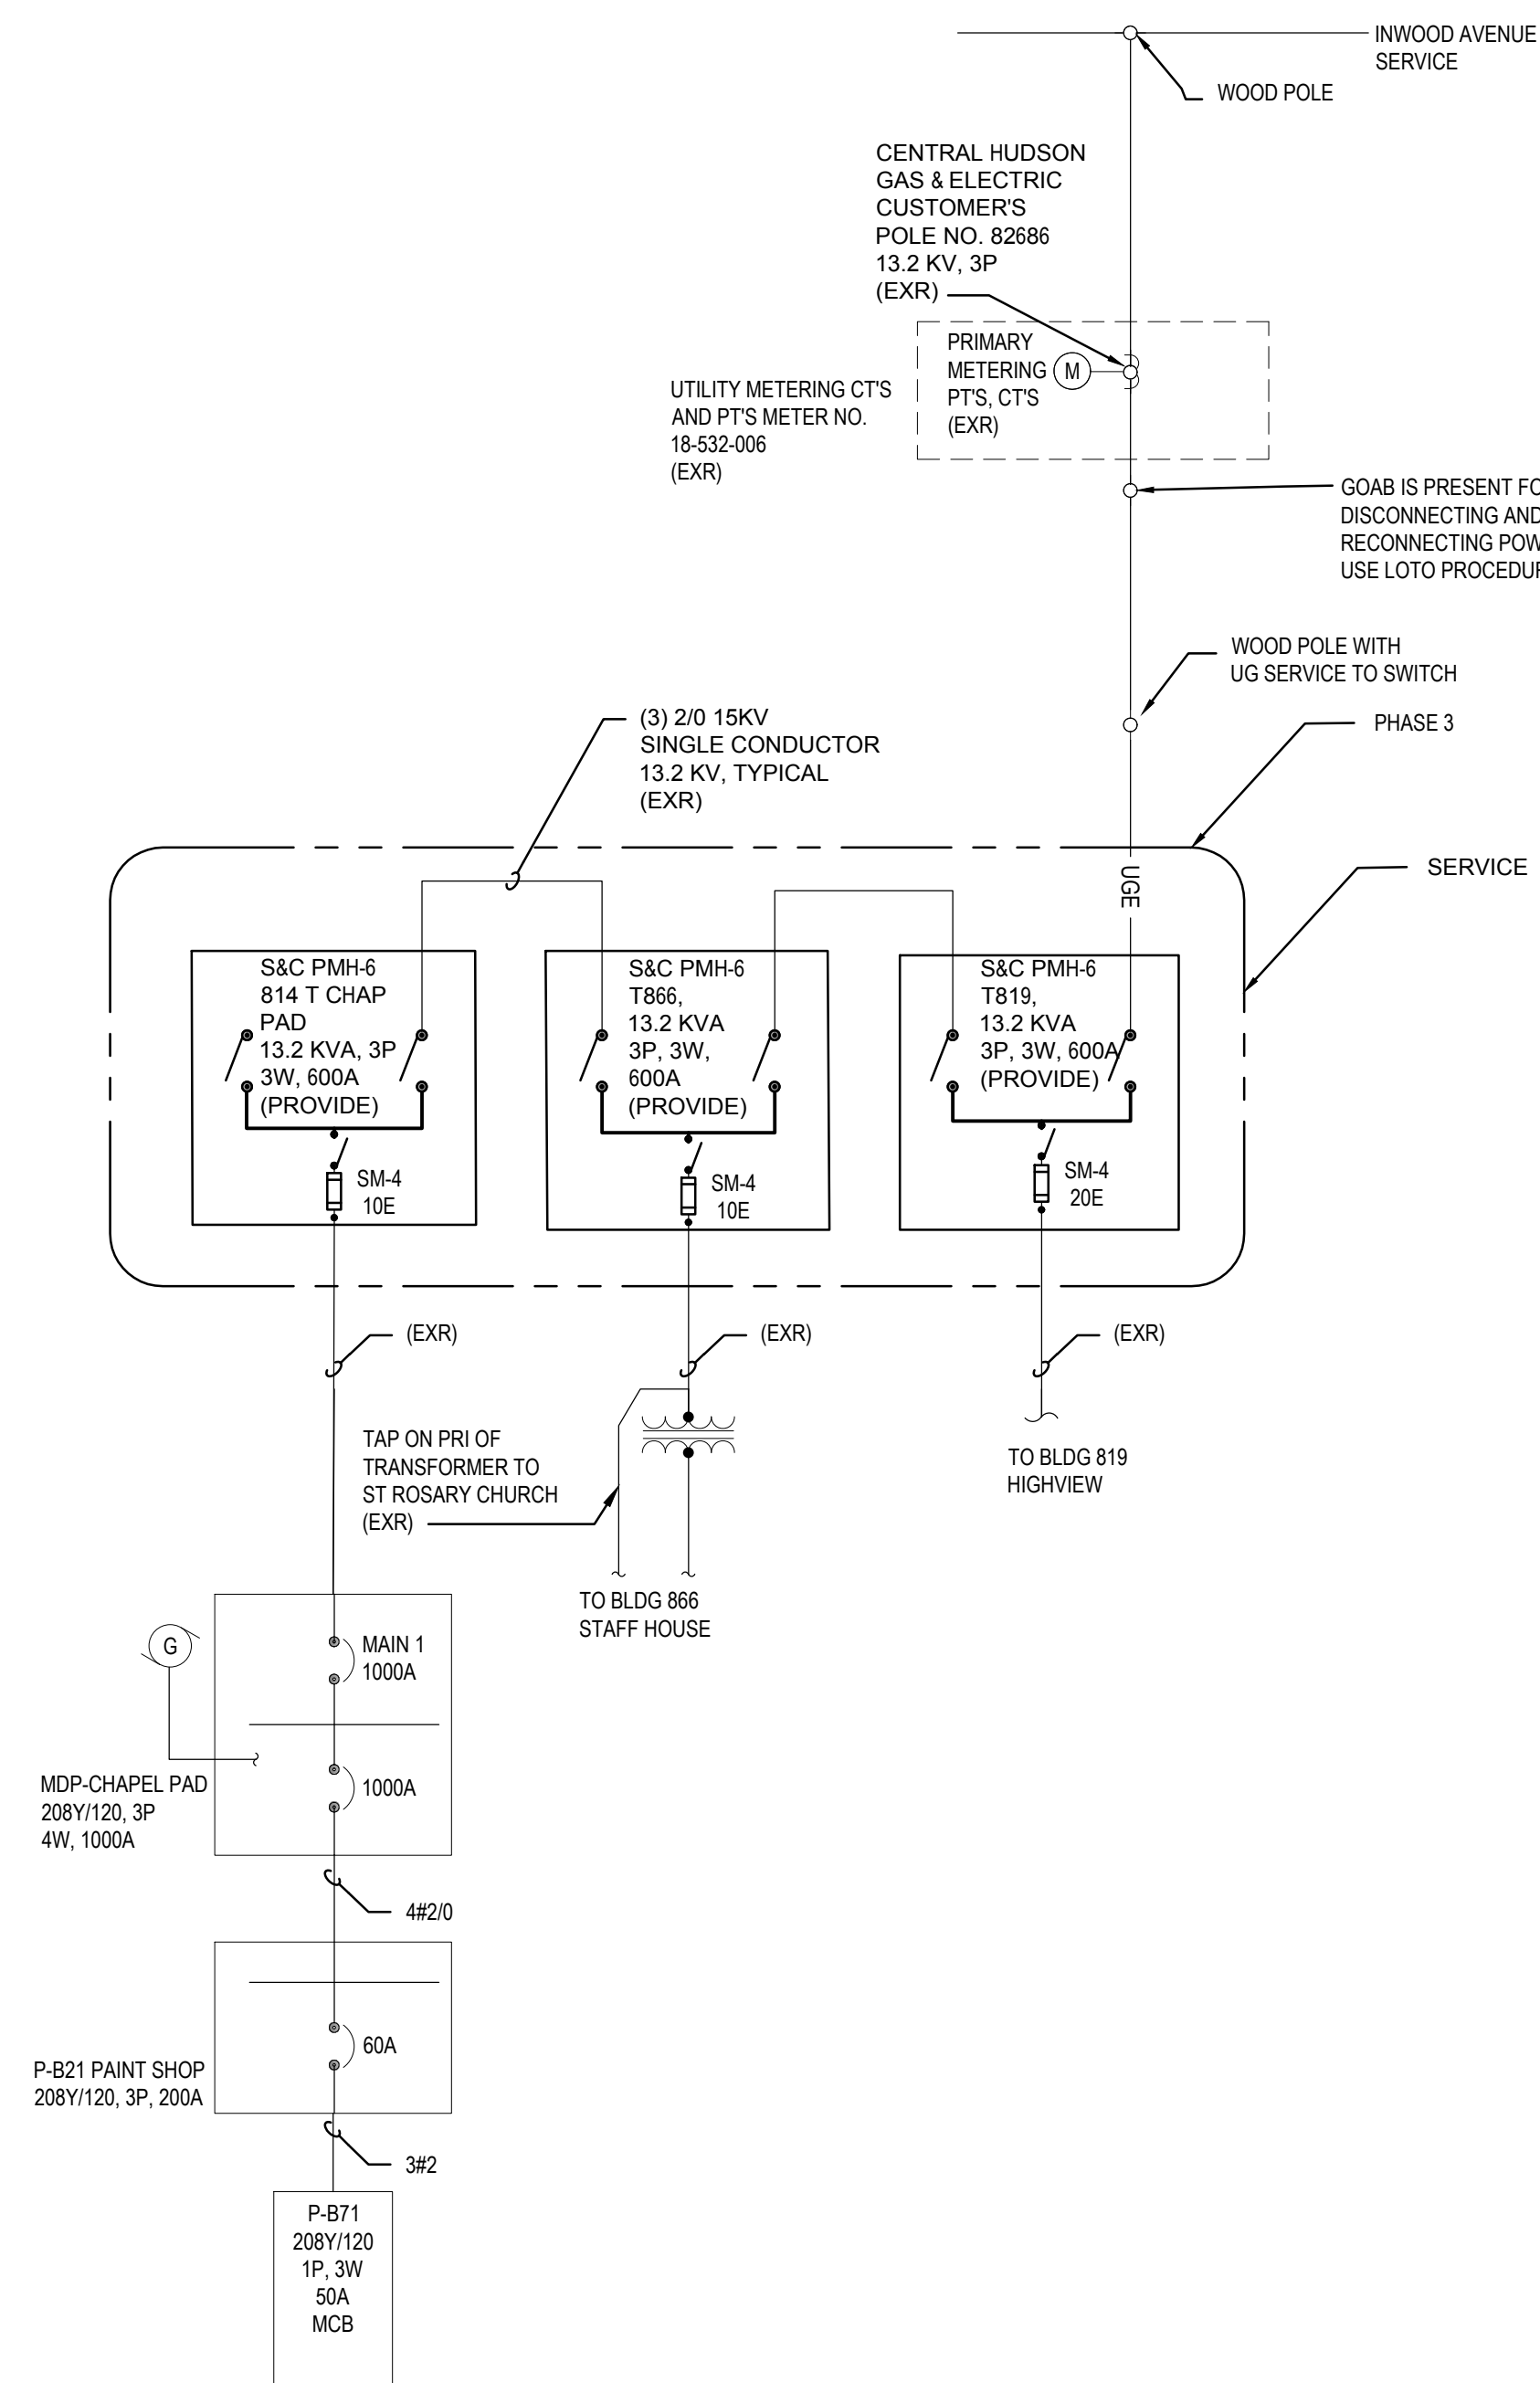 INWOOD AVENUE
SERVICE
WOOD POLE
CENTRAL HUDSON
GAS & ELECTRIC
CUSTOMER'S
POLE NO. 82686
13.2 KV, 3P
(EXR)
PRIMARY
METERING
PT'S, CT'S
(EXR)
M
UTILITY METERING CT'S
AND PT'S METER NO.
18-532-006
(EXR)
GOAB IS PRESENT
DISCONNECTING AND
RECONNECTING
USE LOTO
WOOD POLE WITH
UG SERVICE TO SWITCH
(3) 2/0 15KV
SINGLE CONDUCTOR
13.2 KV, TYPICAL
(EXR)
PHASE 3
SERVICE
UGE
S&C PMH-6
814 T CHAP
PAD
13.2 KVA, 3P
3W, 600A
(PROVIDE)
SM-4
10E
S&C PMH-6
T866,
13.2 KVA
3P, 3W,
600A
(PROVIDE)
SM-4
10E
S&C PMH-6
T819,
13.2 KVA
3P, 3W, 600A
(PROVIDE)
SM-4
20E
(EXR)
(EXR)
(EXR)
TAP ON PRI OF
TRANSFORMER TO
ST ROSARY CHURCH
(EXR)
TO BLDG 819
HIGHVIEW
TO BLDG 866
STAFF HOUSE
G
MAIN 1
1000A
1000A
MDP-CHAPEL PAD
208Y/120, 3P
4W, 1000A
4#2/0
60A
P-B21 PAINT SHOP
208Y/120, 3P, 200A
3#2
P-B71
208Y/120
1P, 3W
50A
MCB